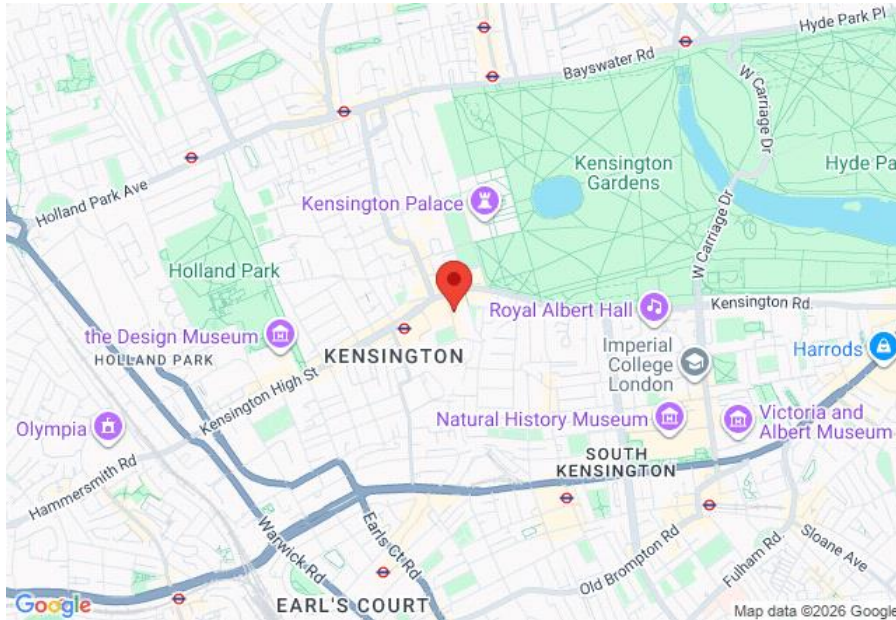 Hyde Park Pl
Bayswater Rd
W Carriage Dr
Kensington
Gardens
Hyde Pa
Holland Park Ave
Kensington Palace
W Carriage Dr
Holland Park
Royal Albert Hall
Kensington Rd.
the Design Museum
HOLLAND PARK
KENSINGTON
Imperial
College
London
Harrods
Kensington High St
Olympia
Natural History Museum
Victoria and
Albert Museum
SOUTH
KENSINGTON
Hammersmith Rd
Warwick Rd
Earls Ct Rd
Old Brompton Rd
Fulham Rd.
Sloane Ave
EARL'S COURT
Google
Map data ©2026 Google